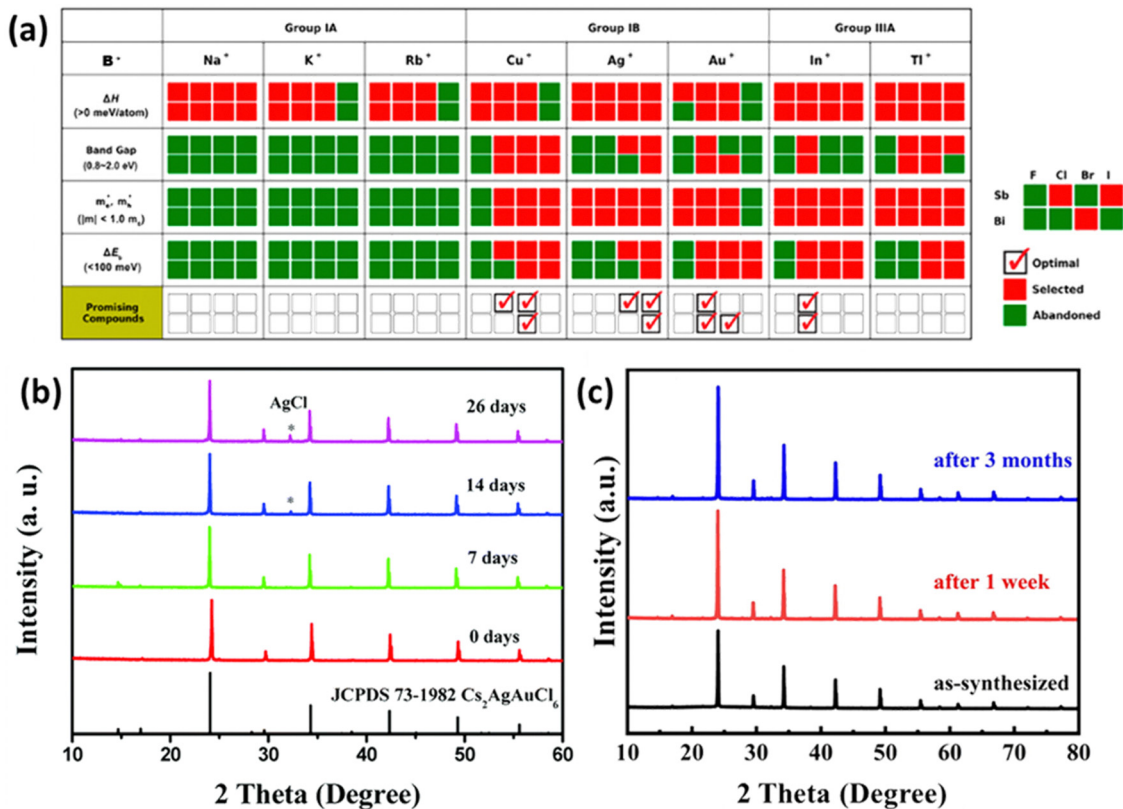 (a)
Group IA Group IB Group IIIA
B⁺ Na⁺ K⁺ Rb⁺ Cu⁺ Ag⁺ Au⁺ In⁺ Tl⁺
ΔH
(>0 meV/atom)
Band Gap
(0.8~2.0 eV)
mₑ*, mₕ*
(|m| < 1.0 mₑ)
ΔEᵦ
(<100 meV)
Promising
Compounds
F Cl Br I
Sb
Bi
Optimal
Selected
Abandoned
(b)
AgCl
26 days
*
14 days
*
7 days
0 days
JCPDS 73-1982 Cs₂AgAuCl₆
Intensity (a. u.)
10 20 30 40 50 60
2 Theta (Degree)
(c)
after 3 months
after 1 week
as-synthesized
Intensity (a.u.)
10 20 30 40 50 60 70 80
2 Theta (Degree)